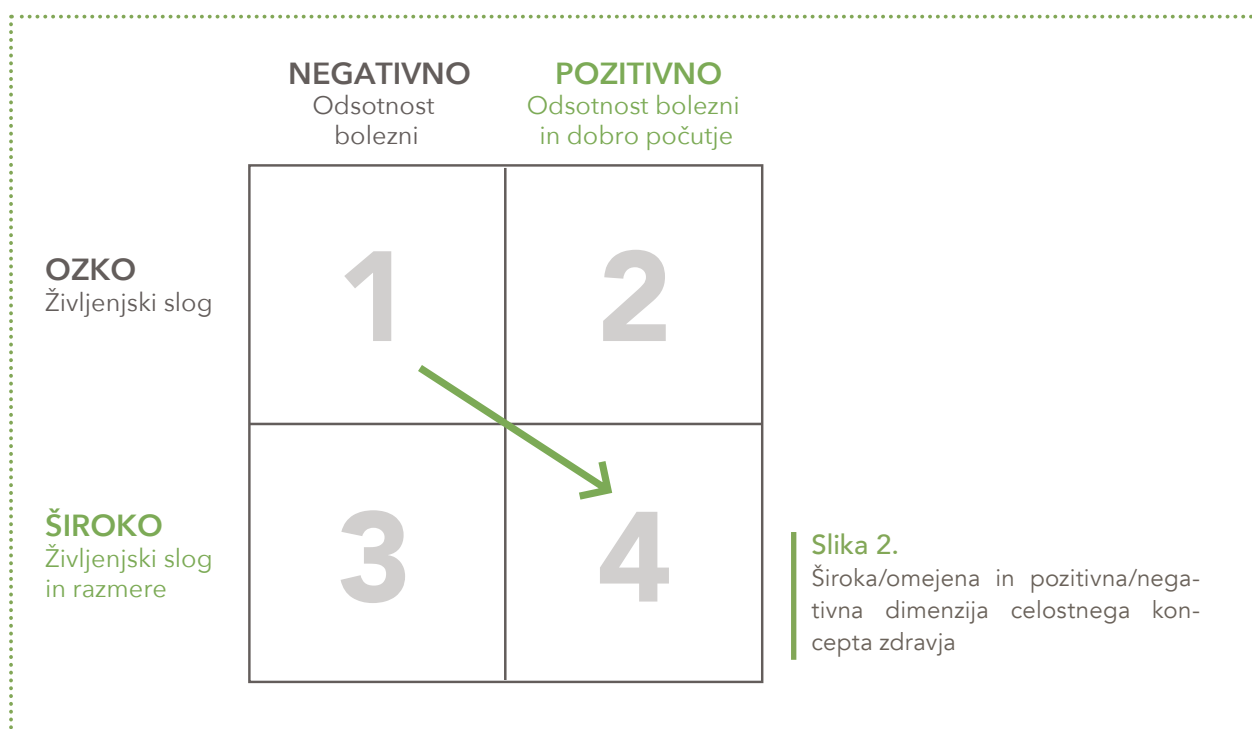 NEGATIVNO
Odsotnost
bolezni
POZITIVNO
Odsotnost bolezni
in dobro počutje
OZKO
Življenjski slog
1
2
ŠIROKO
Življenjski slog
in razmere
3
4
Slika 2.
Široka/omejena in pozitivna/nega-
tivna dimenzija celostnega kon-
cepta zdravja